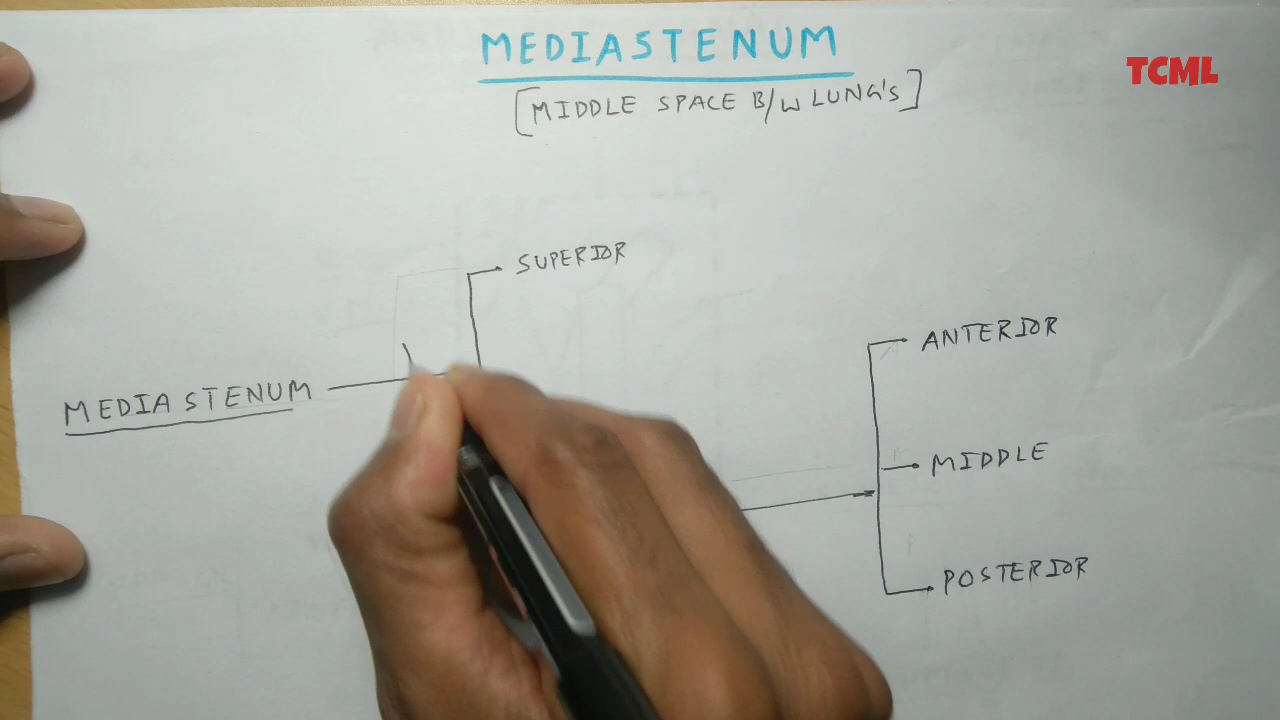 MEDIASTENUM
TCML
[MIDDLE SPACE B/W LUNG'S]
SUPERIOR
ANTERIOR
MEDIASTENUM
MIDDLE
POSTERIOR